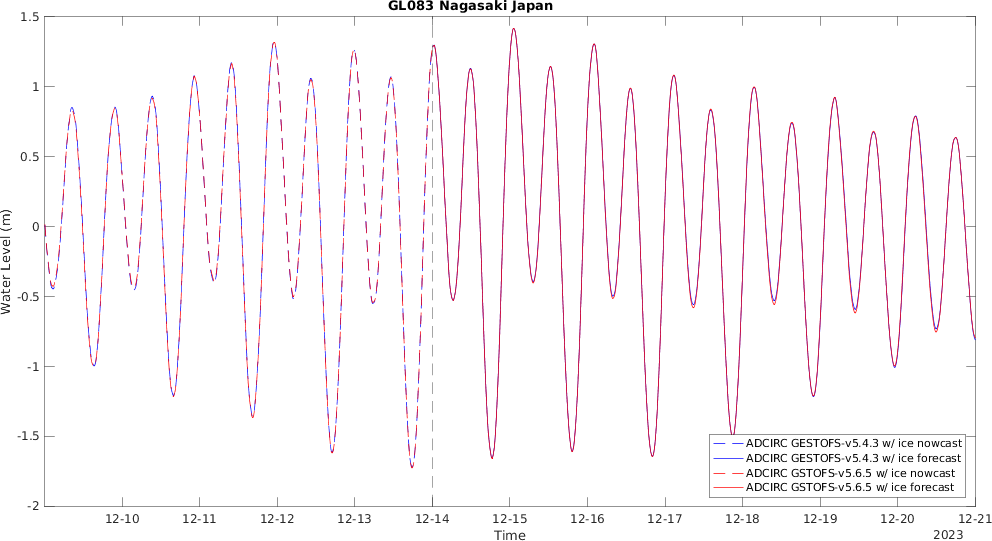 GL083 Nagasaki Japan
1.5
1
0.5
0
-0.5
-1
-1.5
-2
Water Level (m)
12-10 12-11 12-12 12-13 12-14 12-15 12-16 12-17 12-18 12-19 12-20 12-21
Time
2023
ADCIRC GESTOFS-v5.4.3 w/ ice nowcast
ADCIRC GESTOFS-v5.4.3 w/ ice forecast
ADCIRC GSTOFS-v5.6.5 w/ ice nowcast
ADCIRC GSTOFS-v5.6.5 w/ ice forecast